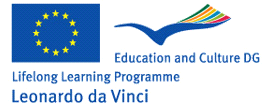 Education and Culture DG
Lifelong Learning Programme
Leonardo da Vinci